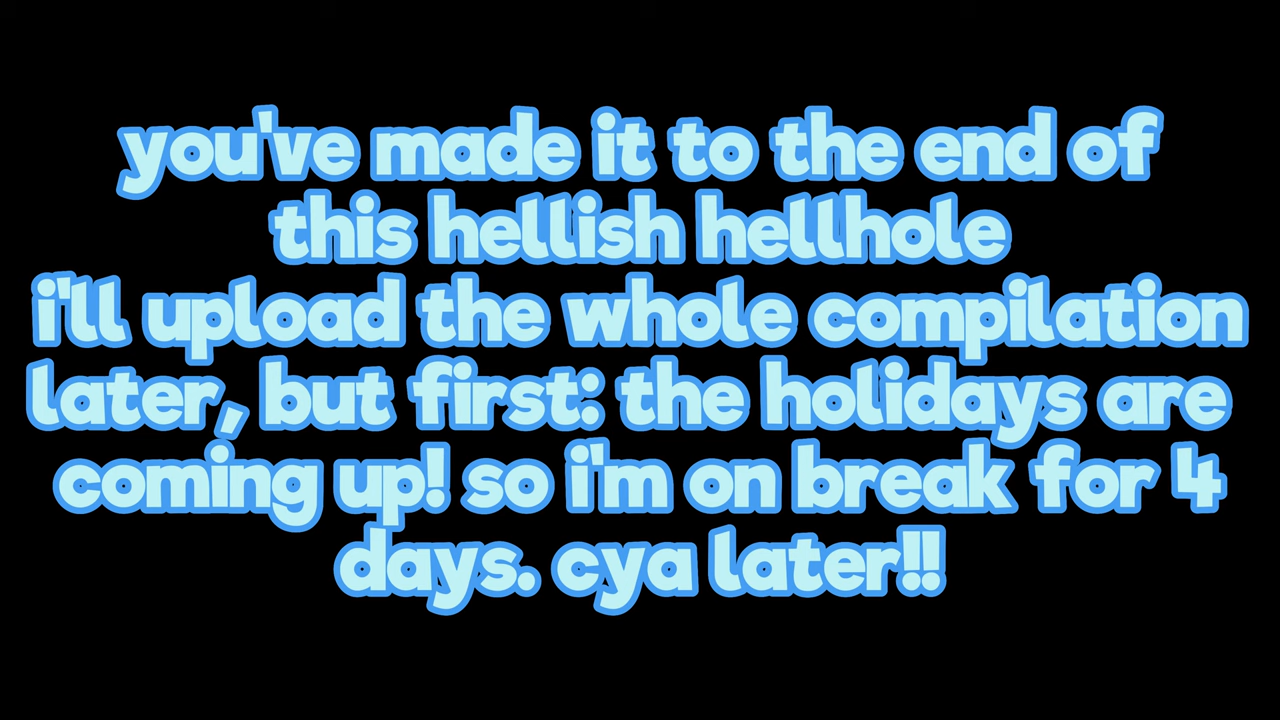 you've made it to the end of
this hellish hellhole
i'll upload the whole compilation
later, but first: the holidays are
coming up! so i'm on break for 4
days. cya later!!